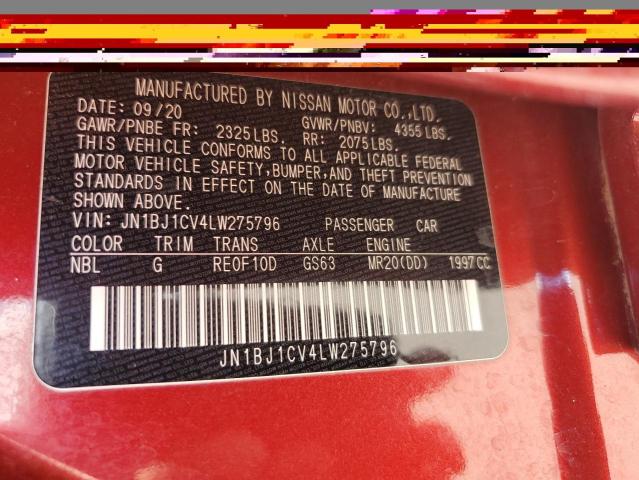 MANUFACTURED BY NISSAN MOTOR CO.,LTD.
DATE: 09/20 GVWR/PNBV: 4355 LBS.
GAWR/PNBE FR: 2325 LBS. RR: 2075 LBS.
THIS VEHICLE CONFORMS TO ALL APPLICABLE FEDERAL
MOTOR VEHICLE SAFETY,BUMPER,AND THEFT PREVENTION
STANDARDS IN EFFECT ON THE DATE OF MANUFACTURE
SHOWN ABOVE.
VIN: JN1BJ1CV4LW275796 PASSENGER CAR
COLOR TRIM TRANS AXLE ENGINE
NBL G RE0F10D GS63 MR20(DD) 1997CC
JN1BJ1CV4LW275796